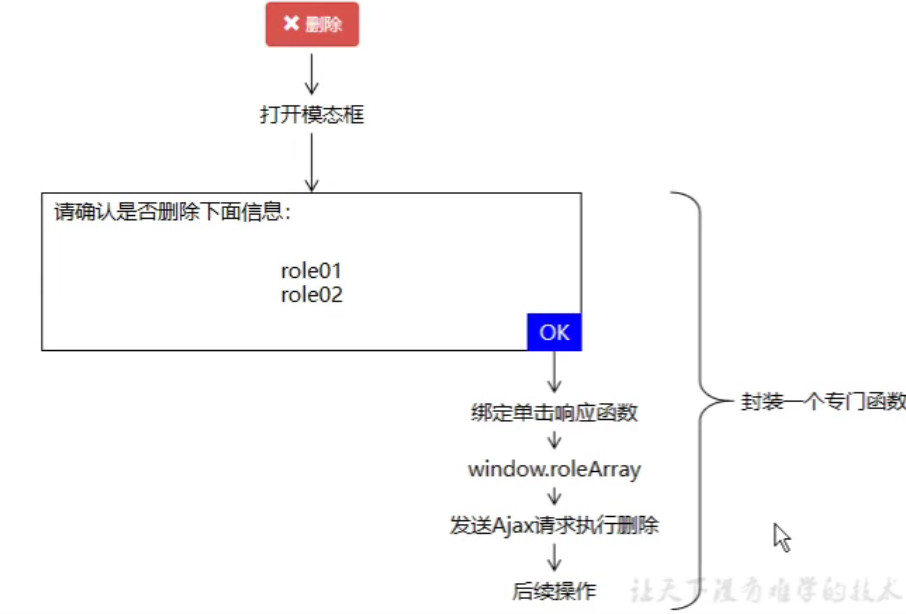 删除
打开模态框
请确认是否删除下面信息：
role01
role02
OK
绑定单击响应函数
封装一个专门函数
window.roleArray
发送Ajax请求执行删除
后续操作
让天下没有难学的技术